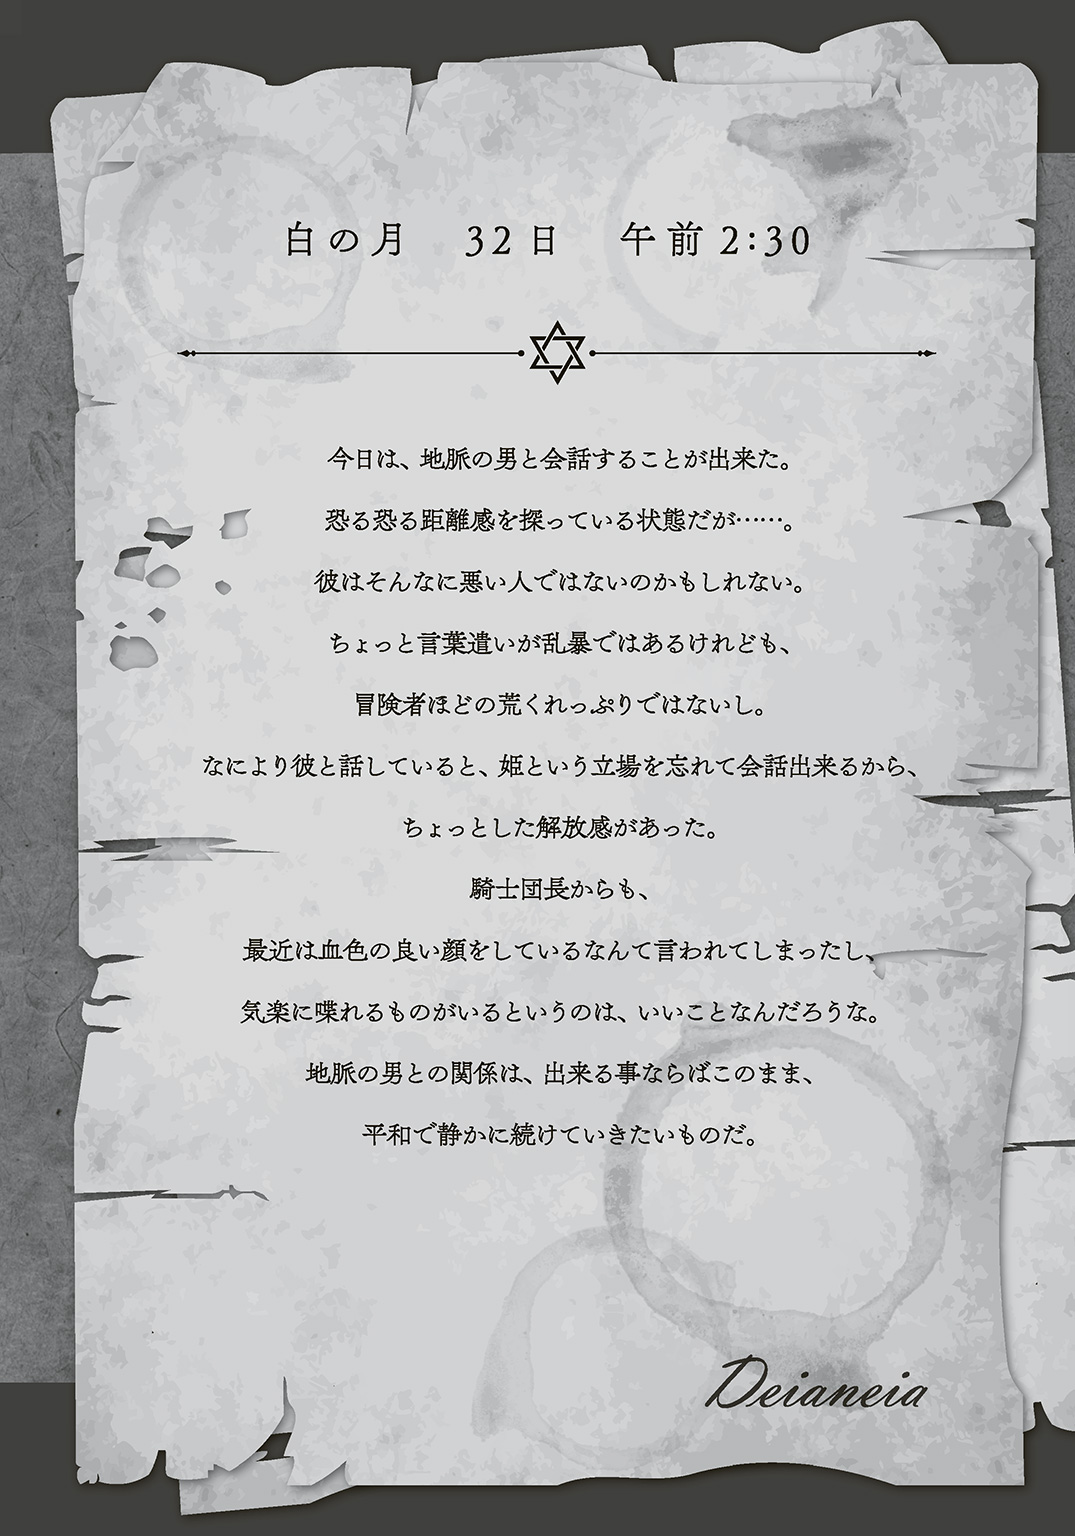 白の月　32日　午前2:30
今日は、地脈の男と会話することが出来た。
恐る恐る距離感を探っている状態だが……。
彼はそんなに悪い人ではないのかもしれない。
ちょっと言葉遣いが乱暴ではあるけれども、
冒険者ほどの荒くれっぷりではないし。
なにより彼と話していると、姫という立場を忘れて会話出来るから、
ちょっとした解放感があった。
騎士団長からも、
最近は血色の良い顔をしているなんて言われてしまったし、
気楽に喋れるものがいるというのは、いいことなんだろうな。
地脈の男との関係は、出来る事ならばこのまま、
平和で静かに続けていきたいものだ。
Deianeia